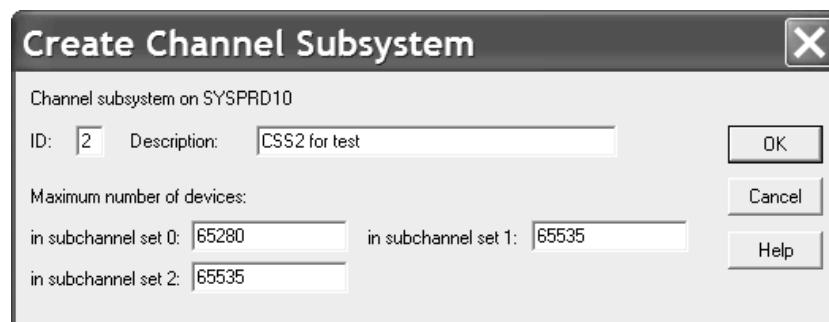 Create Channel Subsystem
Channel subsystem on SYSPRD10
ID: 2 Description: CSS2 for test
OK
Maximum number of devices:
Cancel
in subchannel set 0: 65280 in subchannel set 1: 65535
Help
in subchannel set 2: 65535